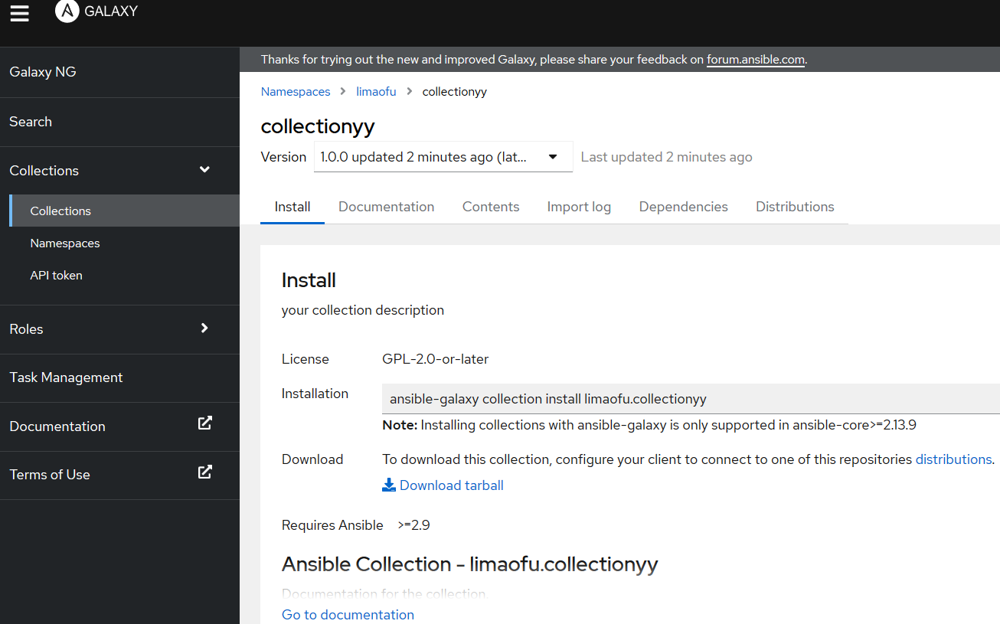 GALAXY
Thanks for trying out the new and improved Galaxy, please share your feedback on forum.ansible.com.
Galaxy NG
Search
Collections
Collections
Namespaces
API token
Roles
Task Management
Documentation
Terms of Use
Namespaces > limaofu > collectionyy
collectionyy
Version 1.0.0 updated 2 minutes ago (lat... Last updated 2 minutes ago
Install Documentation Contents Import log Dependencies Distributions
Install
your collection description
License GPL-2.0-or-later
Installation ansible-galaxy collection install limaofu.collectionyy
Note: Installing collections with ansible-galaxy is only supported in ansible-core>=2.13.9
Download To download this collection, configure your client to connect to one of this repositories distributions.
Download tarball
Requires Ansible >=2.9
Ansible Collection - limaofu.collectionyy
Documentation for the collection.
Go to documentation